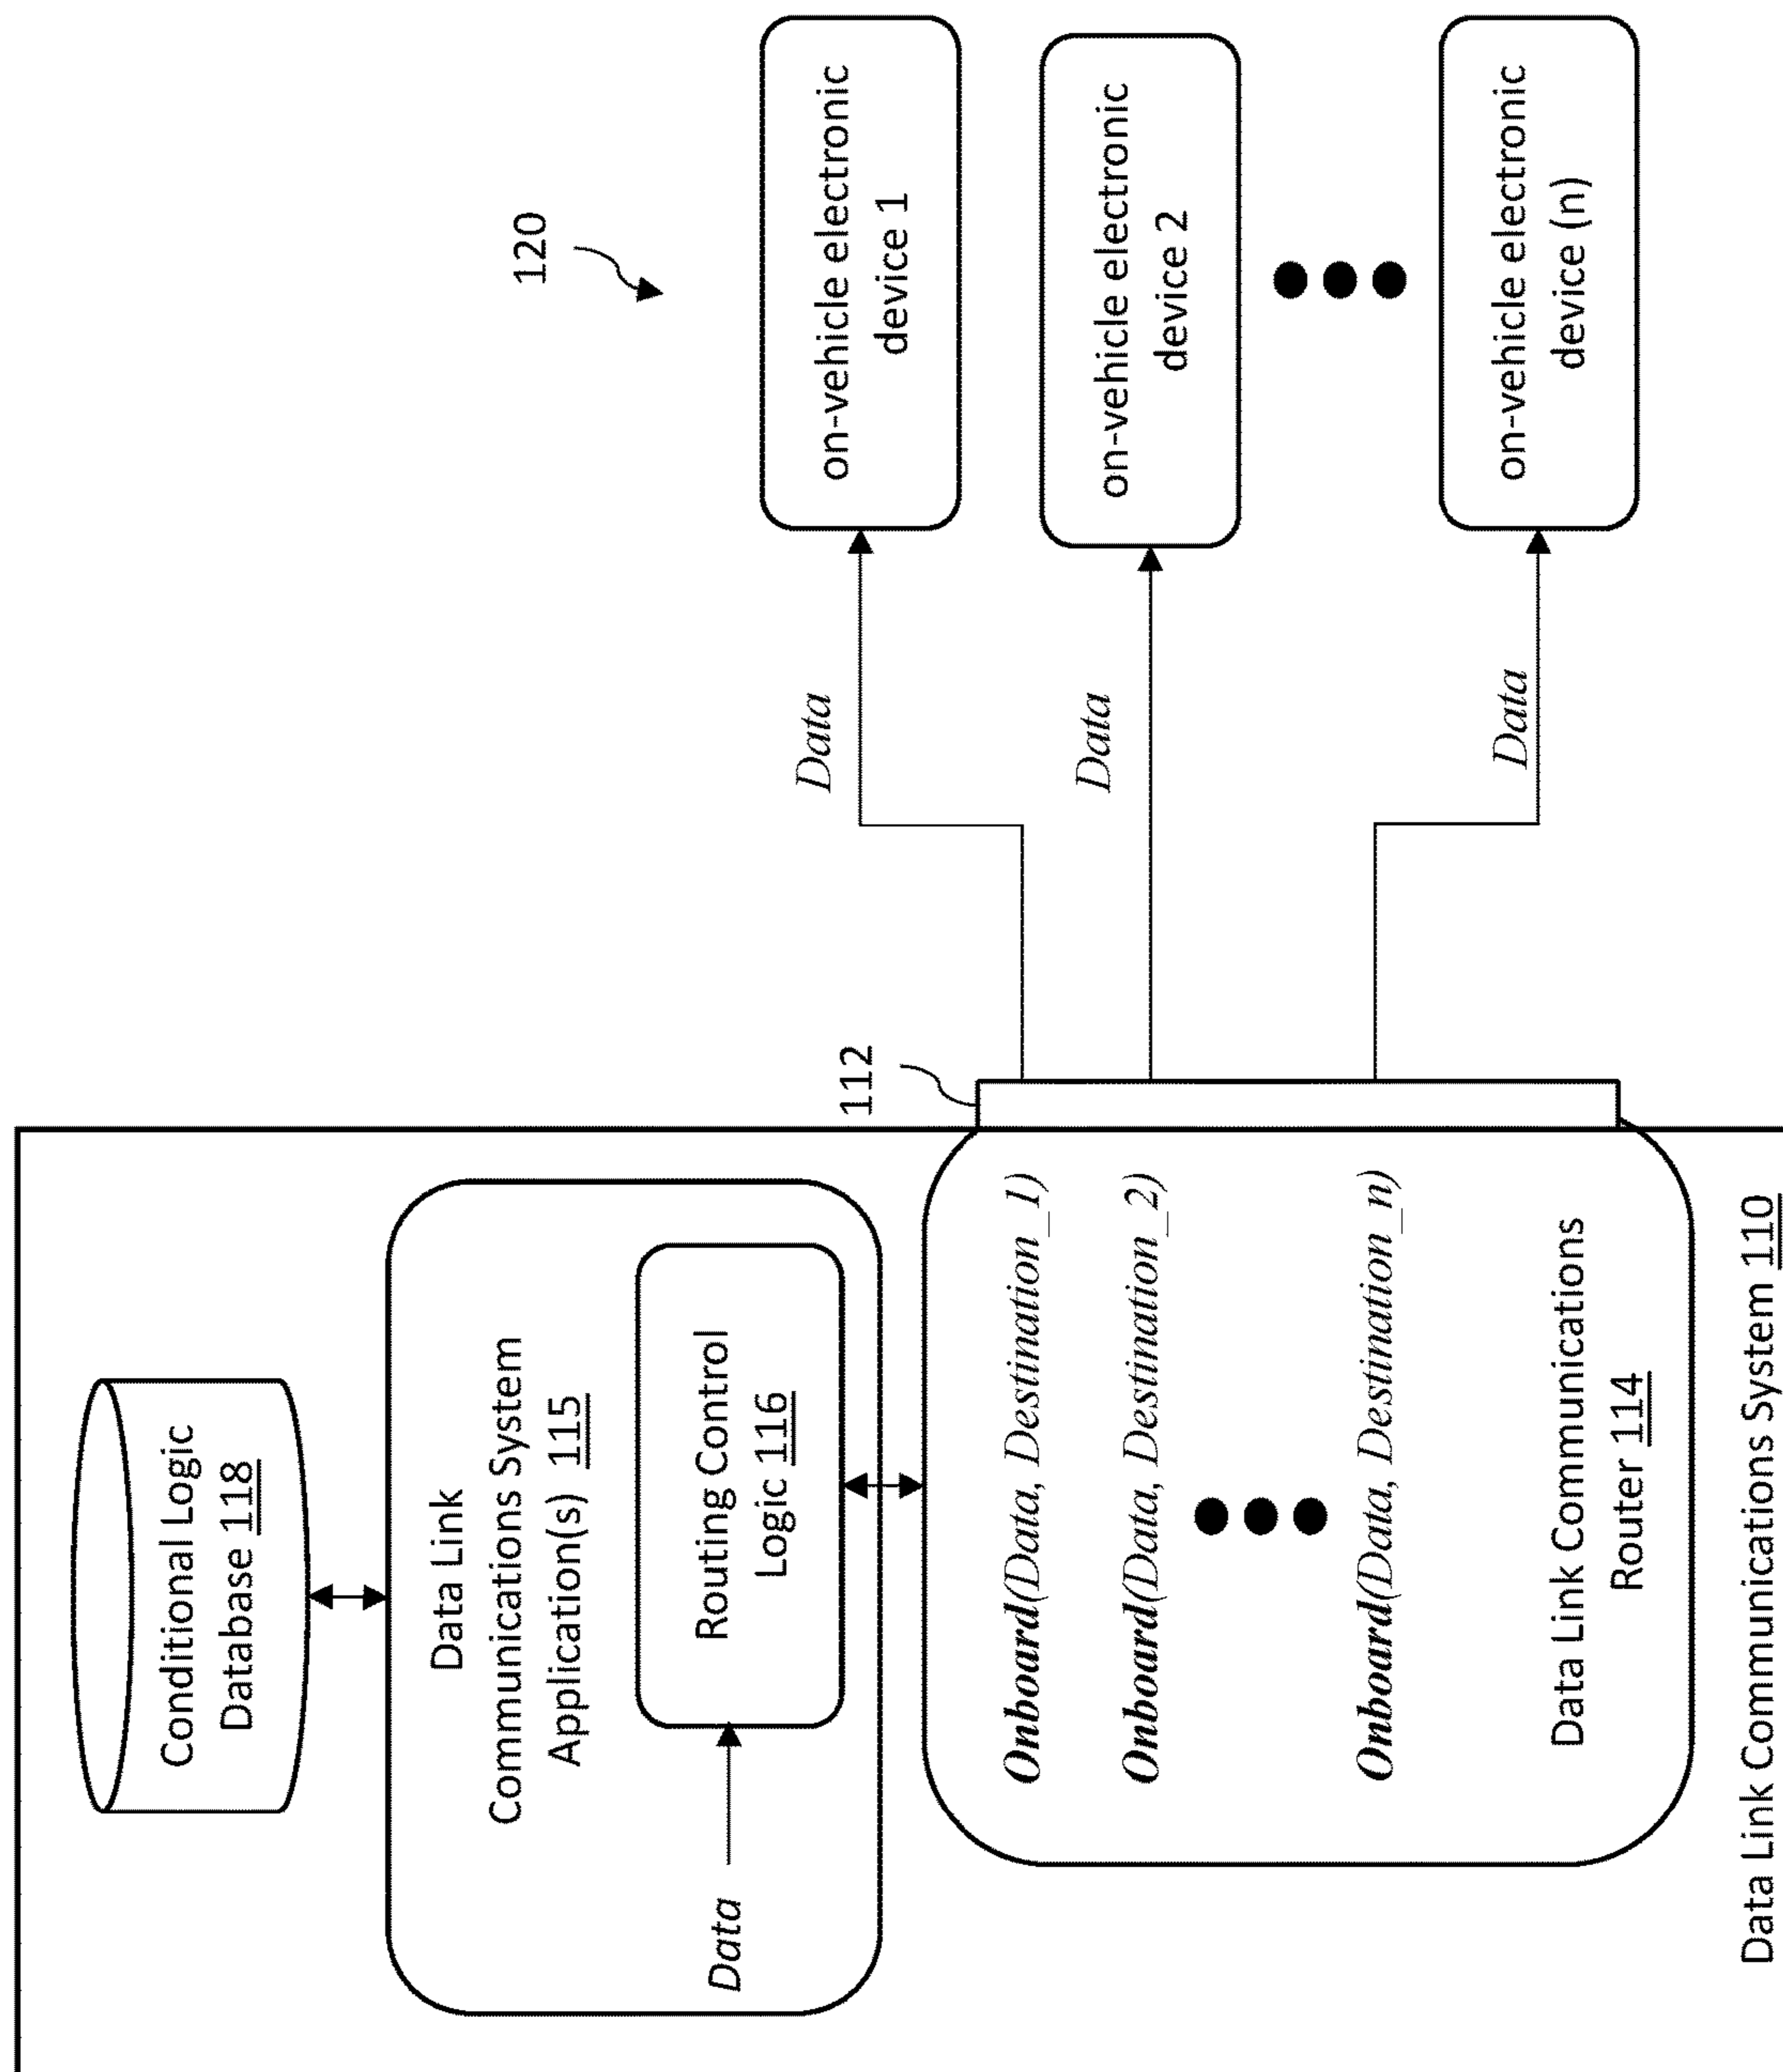 Conditional Logic
Database 118
Data Link
Communications System
Application(s) 115
Routing Control
Logic 116
Data
Onboard(Data, Destination_1)
Onboard(Data, Destination_2)
Onboard(Data, Destination_n)
Data Link Communications
Router 114
Data Link Communications System 110
112
120
Data
on-vehicle electronic
device 1
Data
on-vehicle electronic
device 2
Data
on-vehicle electronic
device (n)